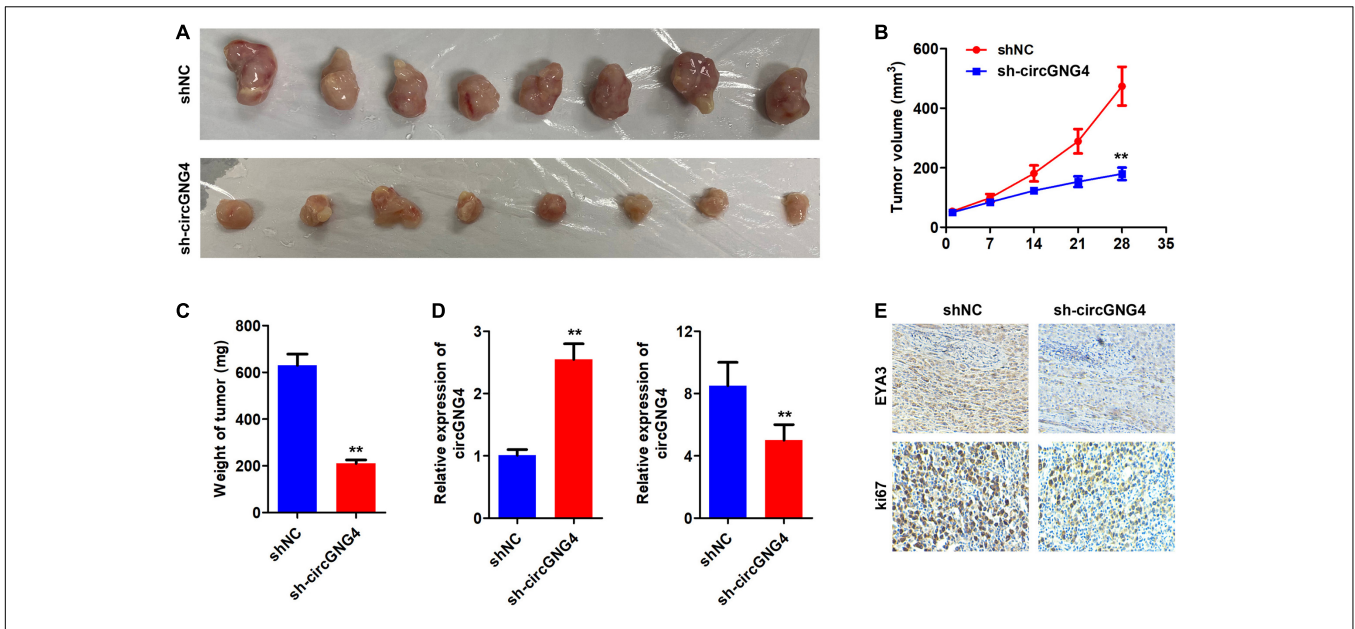 A
shNC
sh-circGNG4
B
shNC
sh-circGNG4
Tumor volume (mm3)
600
400
200
0
0 7 14 21 28 35
**
C
Weight of tumor (mg)
800
600
400
200
0
**
shNC
sh-circGNG4
D
Relative expression of
circGNG4
3
2
1
0
**
shNC
sh-circGNG4
Relative expression of
circGNG4
12
8
4
0
**
shNC
sh-circGNG4
E
shNC sh-circGNG4
EYA3
ki67